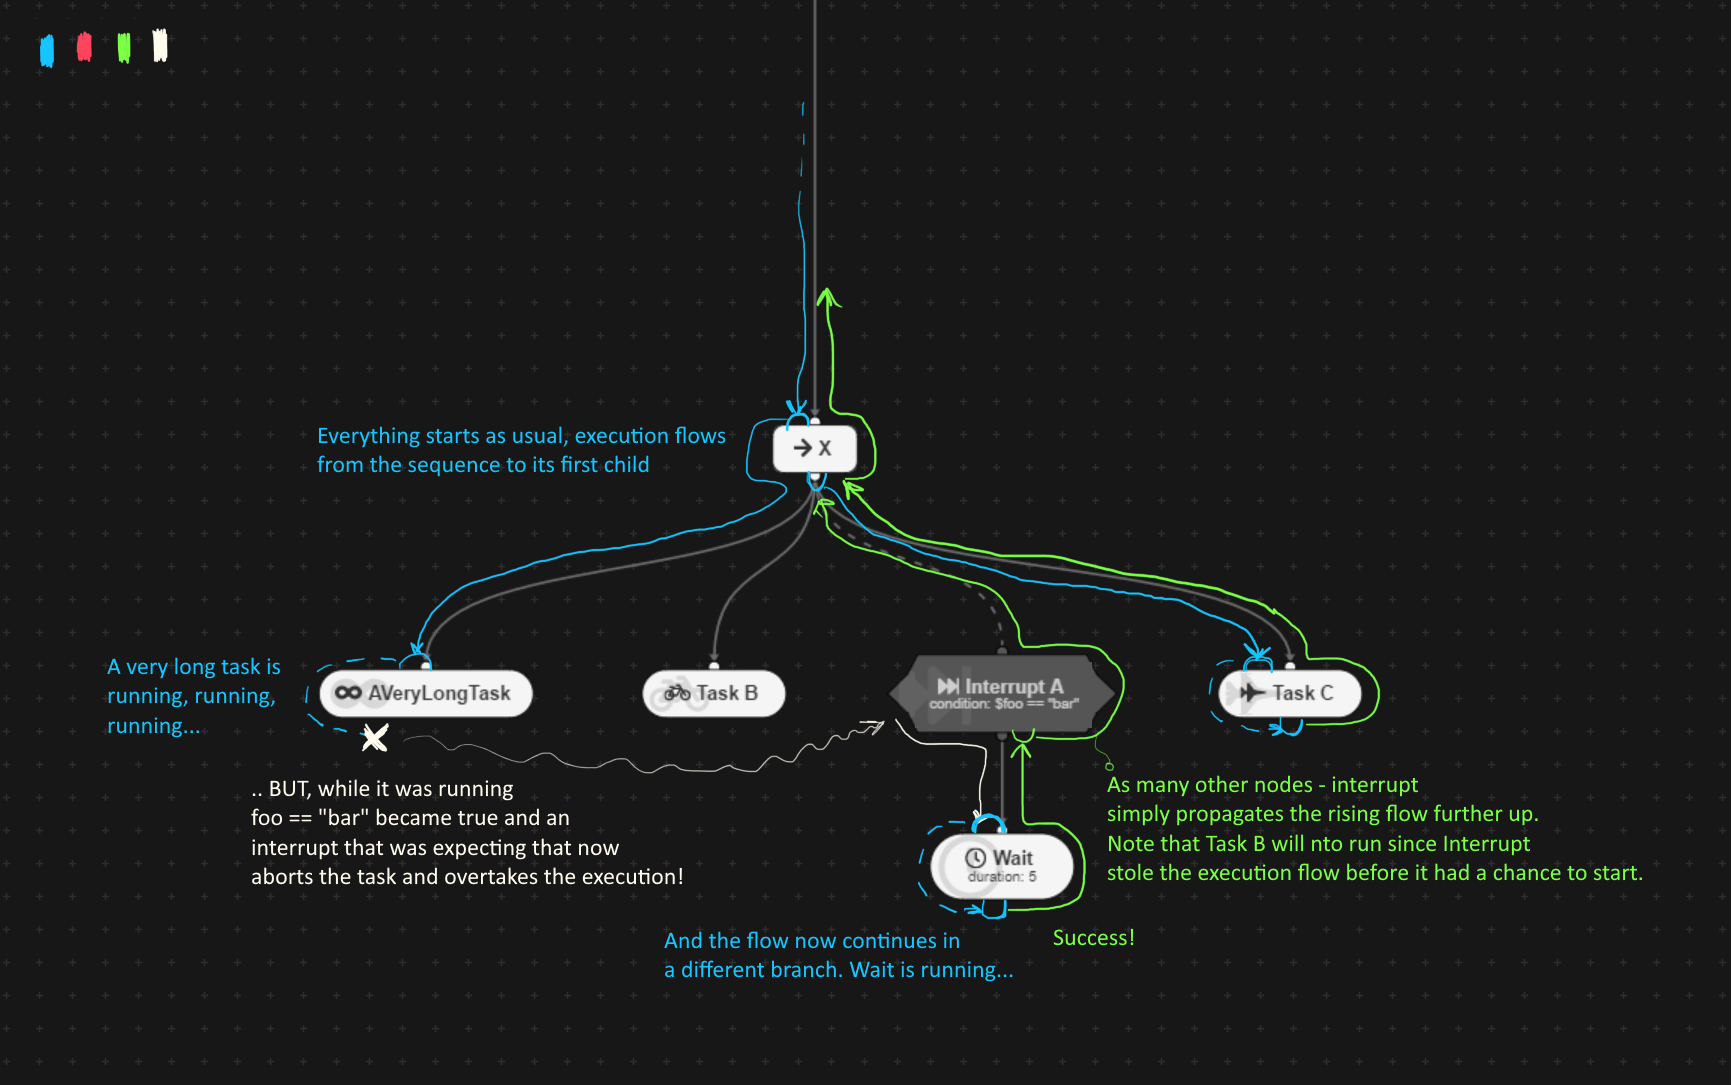 Everything starts as usual, execution flows
from the sequence to its first child
X
A very long task is
running, running,
running...
AVeryLongTask
Task B
Interrupt A
condition: $foo == "bar"
Task C
.. BUT, while it was running
foo == "bar" became true and an
interrupt that was expecting that now
aborts the task and overtakes the execution!
Wait
duration: 5
As many other nodes - interrupt
simply propagates the rising flow further up.
Note that Task B will nto run since Interrupt
stole the execution flow before it had a chance to start.
And the flow now continues in
a different branch. Wait is running...
Success!